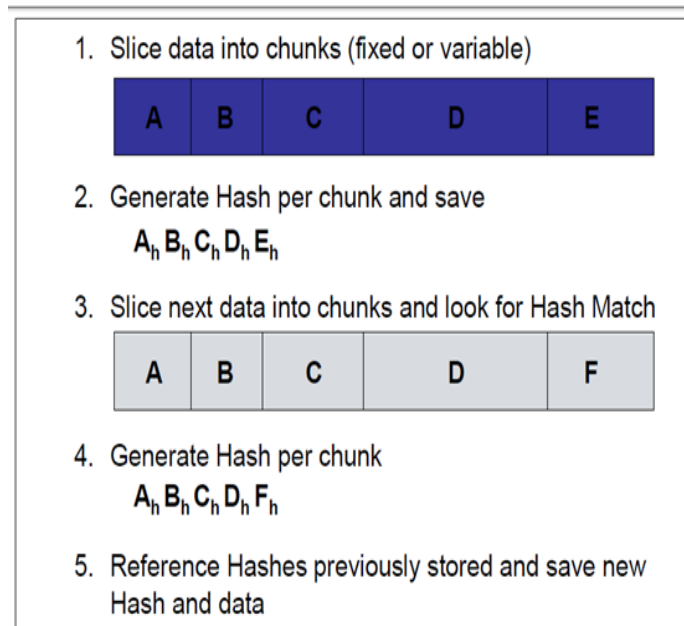 1. Slice data into chunks (fixed or variable)
A B C D E
2. Generate Hash per chunk and save
Aₕ Bₕ Cₕ Dₕ Eₕ
3. Slice next data into chunks and look for Hash Match
A B C D F
4. Generate Hash per chunk
Aₕ Bₕ Cₕ Dₕ Fₕ
5. Reference Hashes previously stored and save new
Hash and data